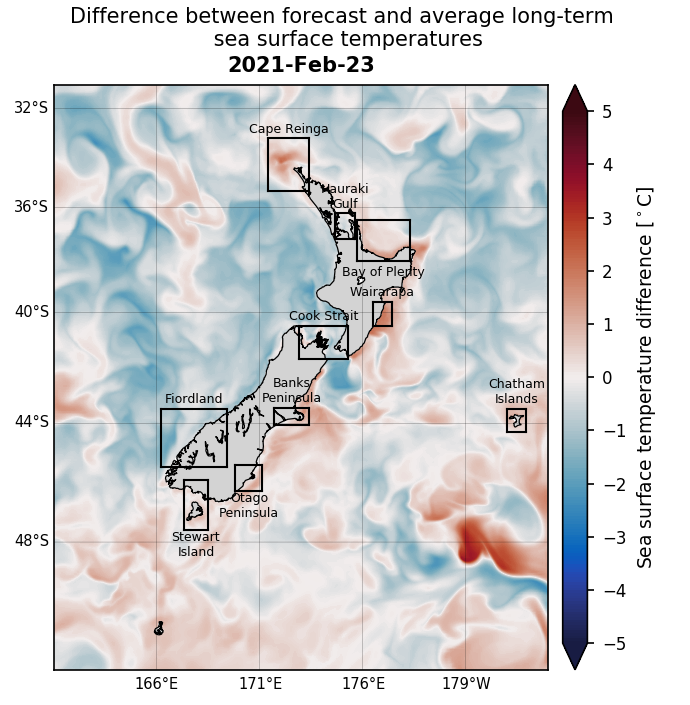 Difference between forecast and average long-term
sea surface temperatures
2021-Feb-23
32°S
36°S
40°S
44°S
48°S
166°E
171°E
176°E
179°W
Cape Reinga
Hauraki
Gulf
Bay of Plenty
Wairarapa
Cook Strait
Banks
Peninsula
Chatham
Islands
Fiordland
Otago
Peninsula
Stewart
Island
5
4
3
2
1
0
−1
−2
−3
−4
−5
Sea surface temperature difference [°C]